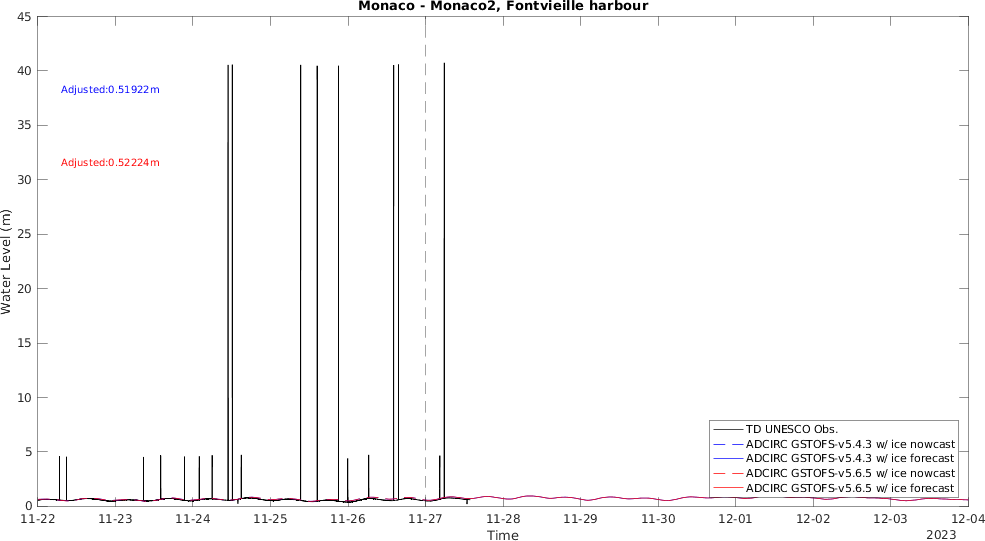 Monaco - Monaco2, Fontvieille harbour
45
40
35
30
25
20
15
10
5
0
Water Level (m)
Adjusted:0.51922m
Adjusted:0.52224m
TD UNESCO Obs.
ADCIRC GSTOFS-v5.4.3 w/ ice nowcast
ADCIRC GSTOFS-v5.4.3 w/ ice forecast
ADCIRC GSTOFS-v5.6.5 w/ ice nowcast
ADCIRC GSTOFS-v5.6.5 w/ ice forecast
11-22 11-23 11-24 11-25 11-26 11-27 11-28 11-29 11-30 12-01 12-02 12-03 12-04
Time
2023